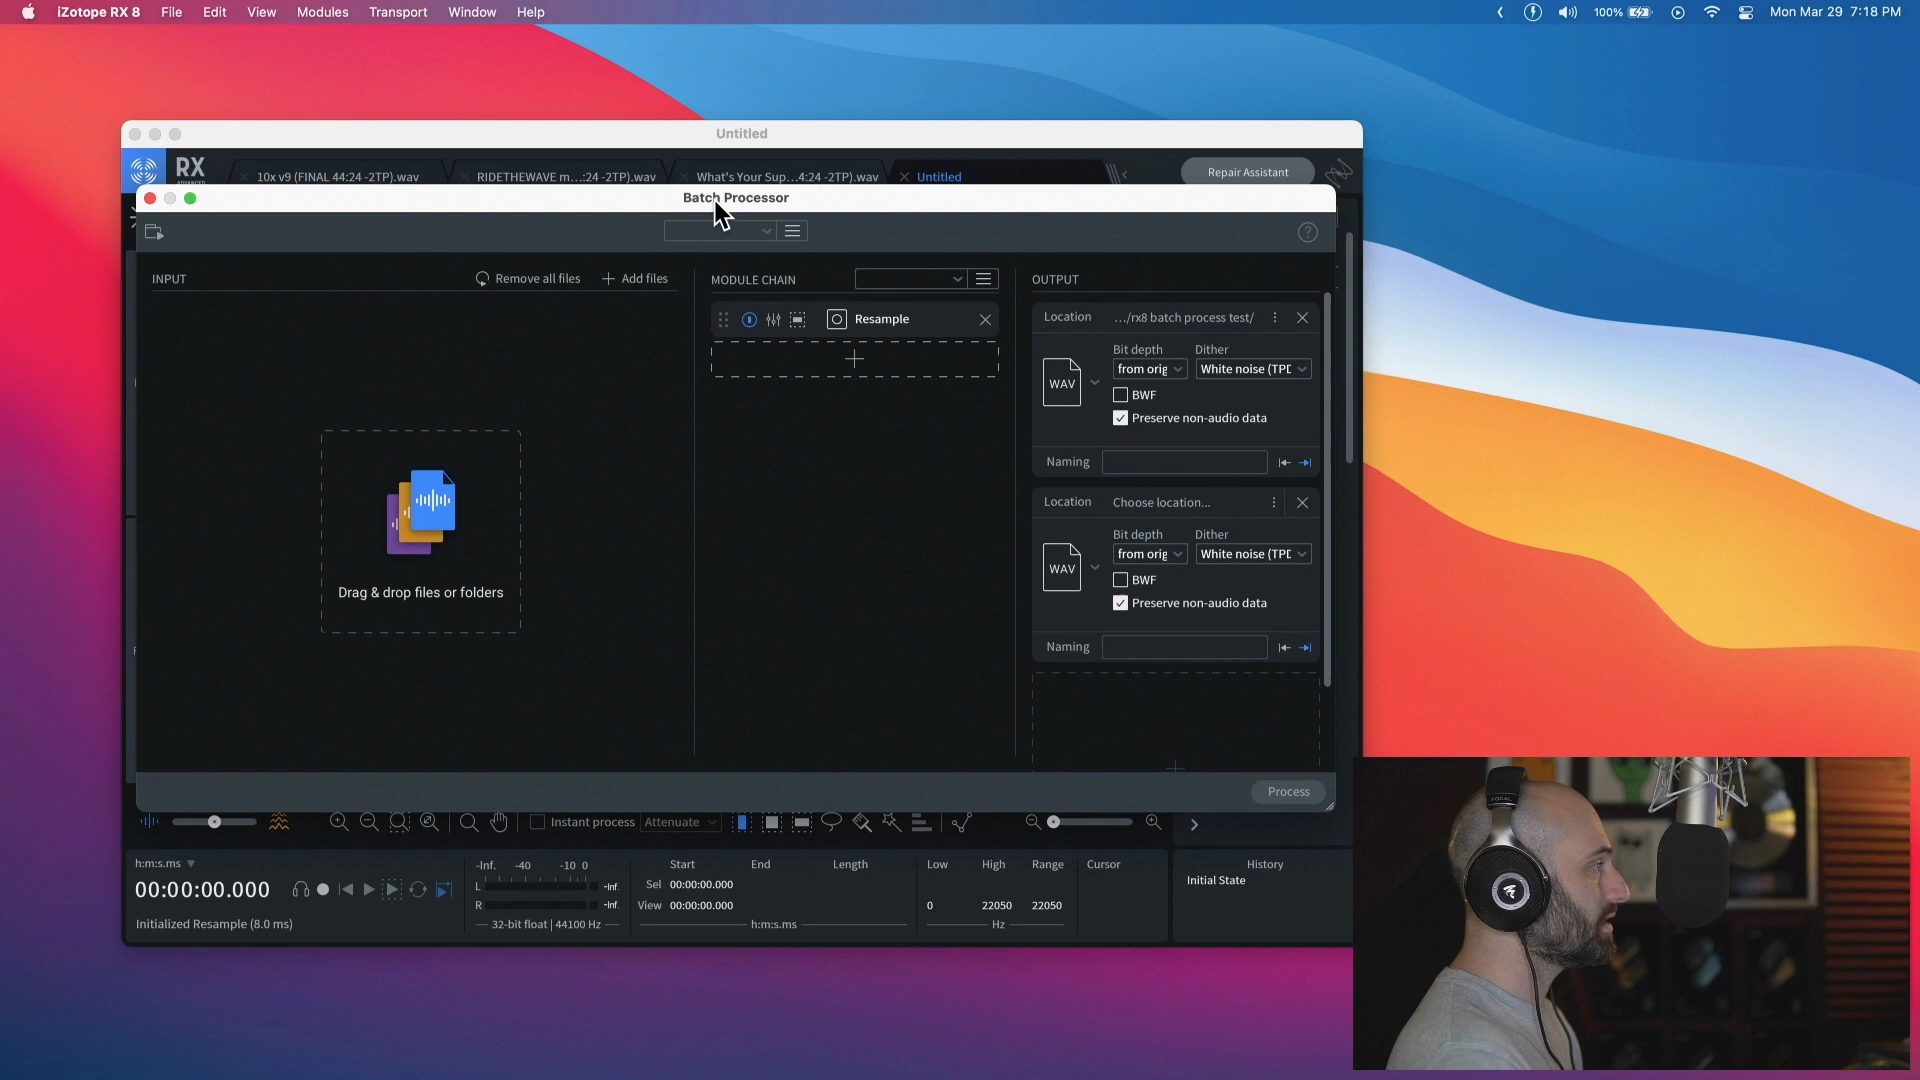 iZotope RX 8 File Edit View Modules Transport Window Help
100% Mon Mar 29 7:18 PM
Untitled
RX
ADVANCED
10x v9 (FINAL 44:24 -2TP).wav
RIDETHEWAVE m...:24 -2TP).wav
What's Your Sup...4:24 -2TP).wav
Untitled
Repair Assistant
Batch Processor
INPUT
Remove all files
Add files
MODULE CHAIN
OUTPUT
Resample
Location .../rx8 batch process test/
Bit depth Dither
WAV
from orig
White noise (TPD
BWF
Preserve non-audio data
Naming
Location Choose location...
Bit depth Dither
WAV
from orig
White noise (TPD
BWF
Preserve non-audio data
Naming
Drag & drop files or folders
Process
Instant process Attenuate
h:m:s.ms
00:00:00.000
Initialized Resample (8.0 ms)
-Inf. -40 -10 0
L -Inf.
R -Inf.
32-bit float | 44100 Hz
Start End Length
Sel 00:00:00.000
View 00:00:00.000
h:m:s.ms
Low High Range
0 22050 22050
Hz
Cursor
History
Initial State
FOCAL